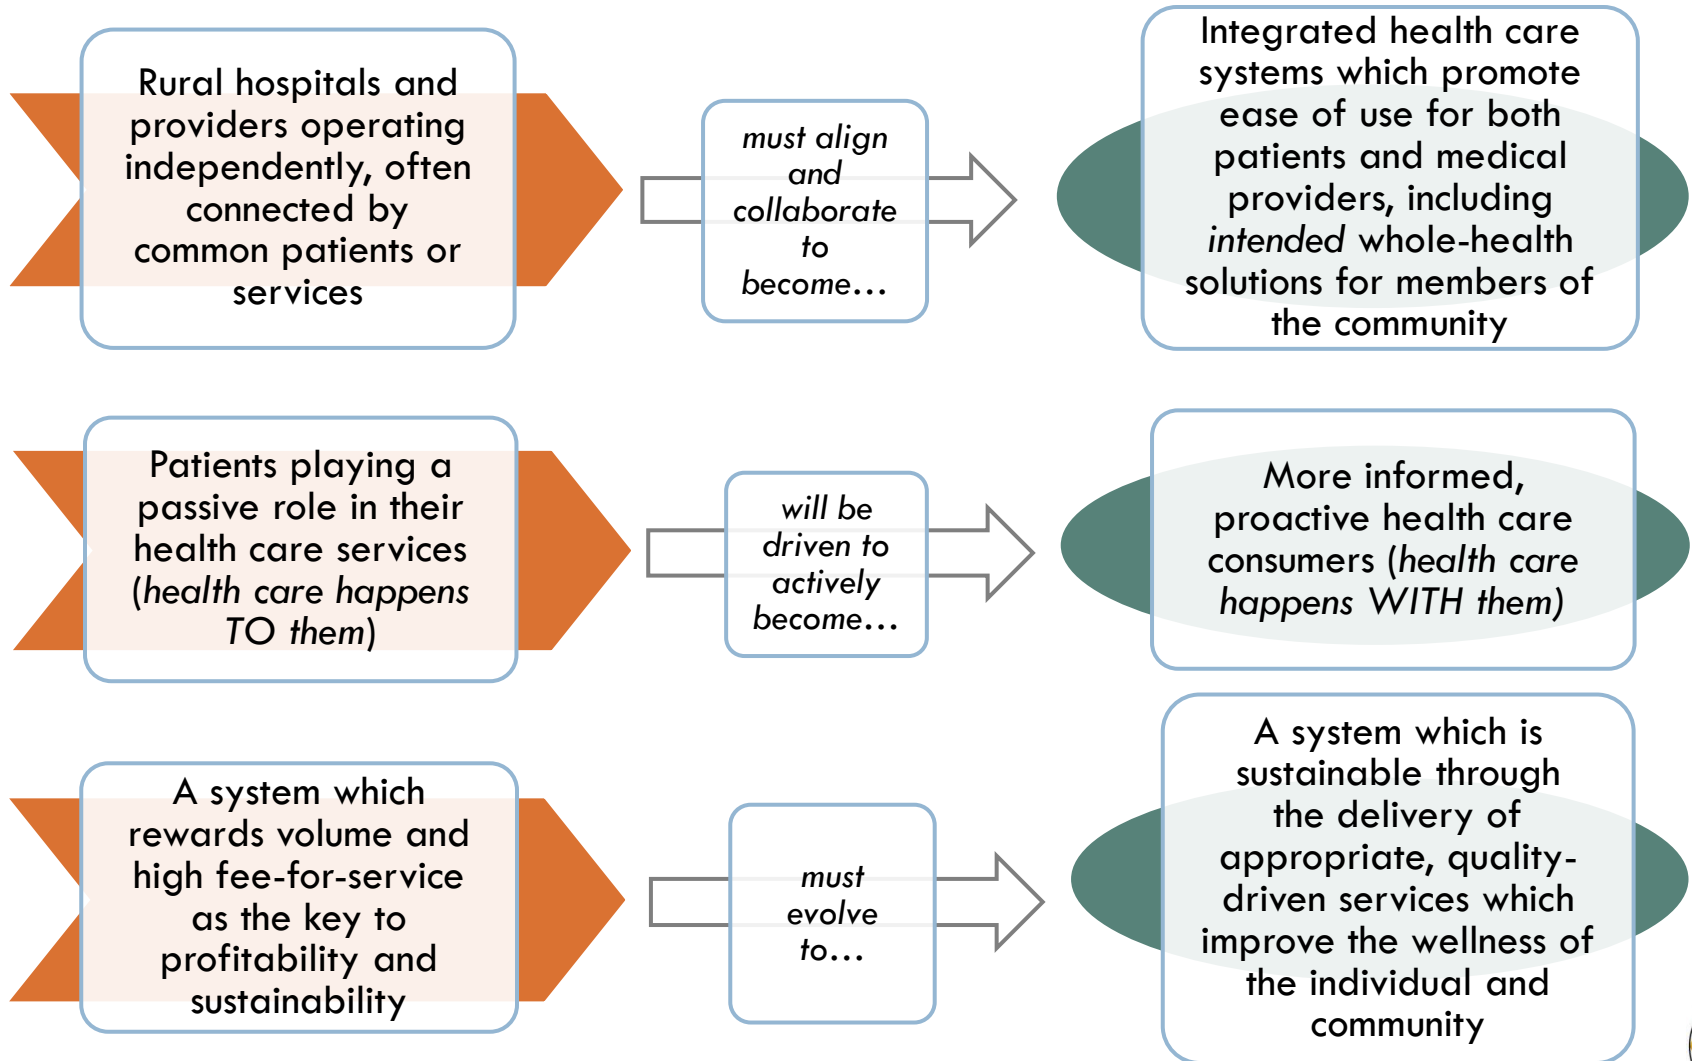 Rural hospitals and
providers operating
independently, often
connected by
common patients or
services
must align
and
collaborate
to
become…
Integrated health care
systems which promote
ease of use for both
patients and medical
providers, including
intended whole-health
solutions for members of
the community
Patients playing a
passive role in their
health care services
(health care happens
TO them)
will be
driven to
actively
become…
More informed,
proactive health care
consumers (health care
happens WITH them)
A system which
rewards volume and
high fee-for-service
as the key to
profitability and
sustainability
must
evolve
to…
A system which is
sustainable through
the delivery of
appropriate, quality-
driven services which
improve the wellness of
the individual and
community